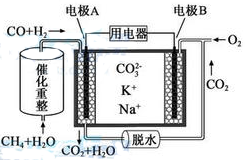 电极A 电极B
CO+H₂ 用电器
O₂
催化重整
CO₃²⁻
K⁺
Na⁺
CO₂
CH₄+H₂O
CO₂+H₂O
脱水